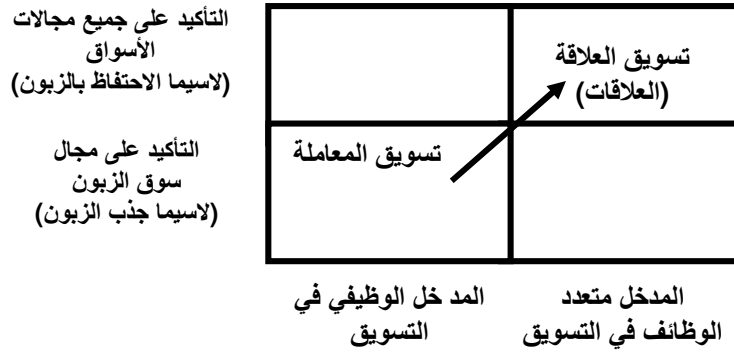 التأكيد على جميع مجالات
الأسواق
(لاسيما الاحتفاظ بالزبون)
تسويق العلاقة
(العلاقات)
التأكيد على مجال
سوق الزبون
(لاسيما جذب الزبون)
تسويق المعاملة
المد خل الوظيفي في
التسويق
المدخل متعدد
الوظائف في التسويق